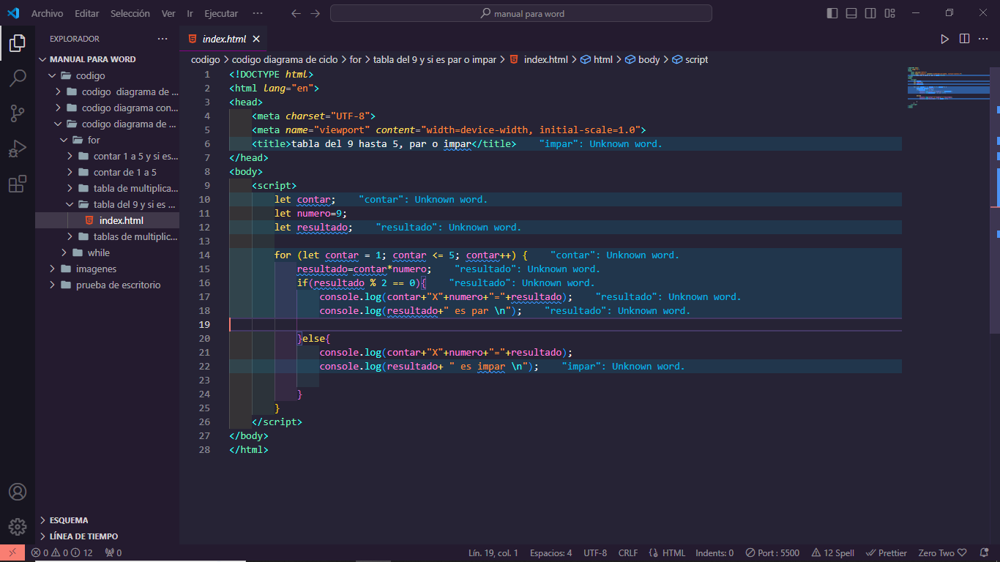 Archivo Editar Selección Ver Ir Ejecutar ···
manual para word
EXPLORADOR ···
MANUAL PARA WORD
codigo
codigo diagrama de ...
codigo diagrama con...
codigo diagrama de ...
for
contar 1 a 5 y si es...
contar de 1 a 5
tabla de multiplica...
tabla del 9 y si es ...
index.html
tablas de multiplic...
while
imagenes
prueba de escritorio
ESQUEMA
LÍNEA DE TIEMPO
index.html
codigo > codigo diagrama de ciclo > for > tabla del 9 y si es par o impar > index.html > html > body > script
1 <!DOCTYPE html>
2 <html lang="en">
3 <head>
4 <meta charset="UTF-8">
5 <meta name="viewport" content="width=device-width, initial-scale=1.0">
6 <title>tabla del 9 hasta 5, par o impar</title> "impar": Unknown word.
7 </head>
8 <body>
9 <script>
10 let contar; "contar": Unknown word.
11 let numero=9;
12 let resultado; "resultado": Unknown word.
13
14 for (let contar = 1; contar <= 5; contar++) { "contar": Unknown word.
15 resultado=contar*numero; "resultado": Unknown word.
16 if(resultado % 2 == 0){ "resultado": Unknown word.
17 console.log(contar+"X"+numero+"="+resultado); "resultado": Unknown word.
18 console.log(resultado+" es par \n"); "resultado": Unknown word.
19
20 }else{
21 console.log(contar+"X"+numero+"="+resultado);
22 console.log(resultado+ " es impar \n"); "impar": Unknown word.
23
24 }
25 }
26 </script>
27 </body>
28 </html>
0 0 12 0 Lín. 19, col. 1 Espacios: 4 UTF-8 CRLF HTML Indents: 0 Port : 5500 12 Spell Prettier Zero Two